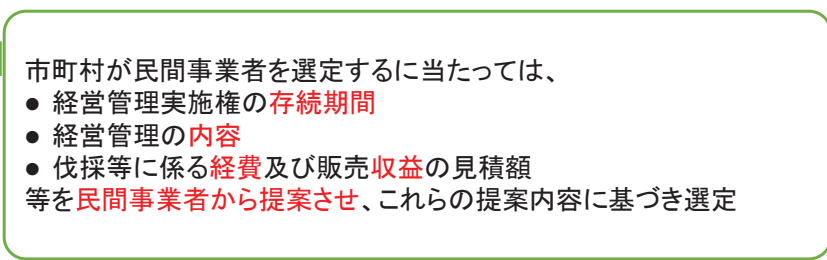 市町村が民間事業者を選定するに当たっては、
● 経営管理実施権の存続期間
● 経営管理の内容
● 伐採等に係る経費及び販売収益の見積額
等を民間事業者から提案させ、これらの提案内容に基づき選定